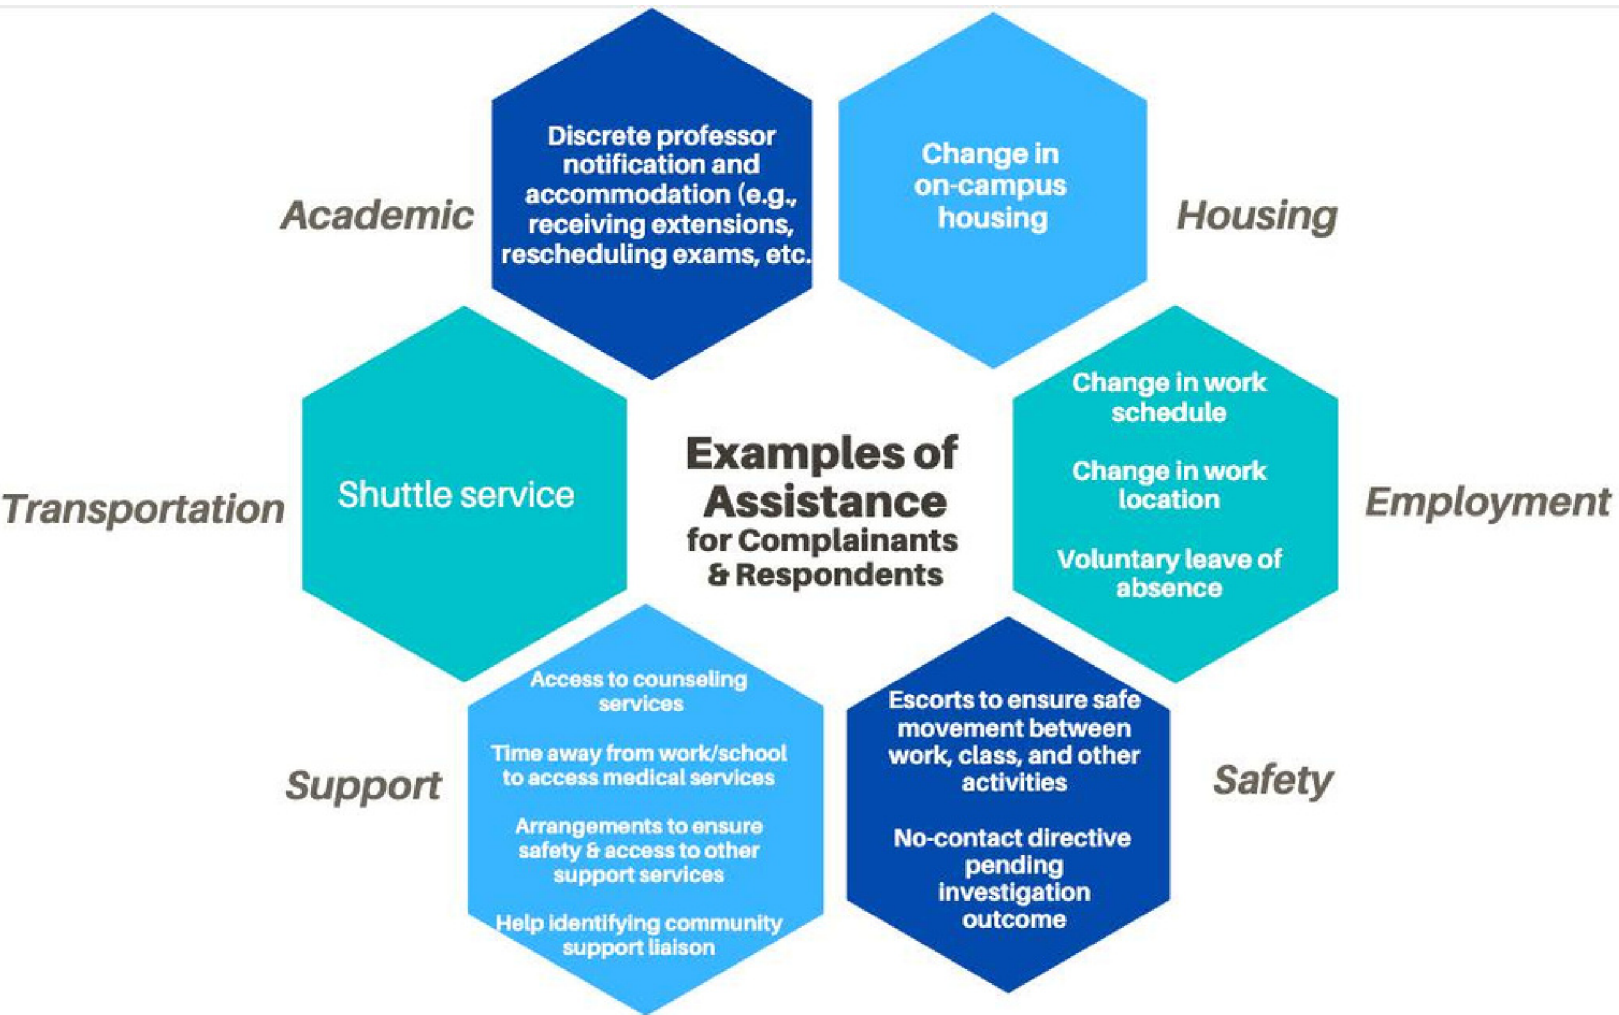 Academic
Discrete professor
notification and
accommodation (e.g.,
receiving extensions,
rescheduling exams, etc.
Change in
on-campus
housing
Housing
Transportation
Shuttle service
Examples of
Assistance
for Complainants
& Respondents
Change in work
schedule
Change in work
location
Voluntary leave of
absence
Employment
Support
Access to counseling
services
Time away from work/school
to access medical services
Arrangements to ensure
safety & access to other
support services
Help identifying community
support liaison
Escorts to ensure safe
movement between
work, class, and other
activities
No-contact directive
pending
investigation
outcome
Safety